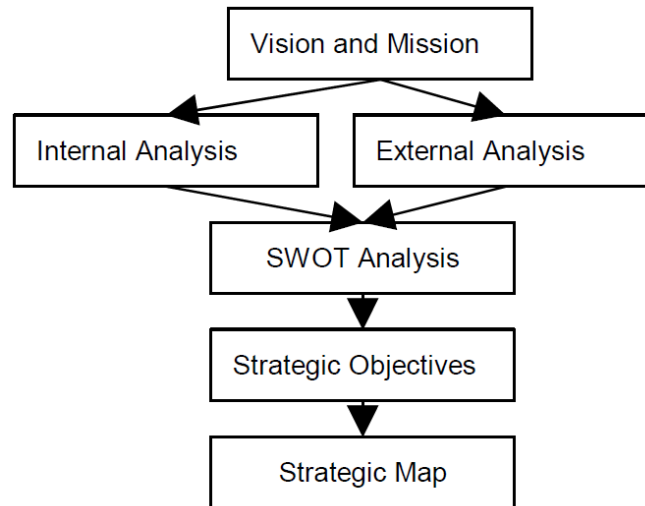 Vision and Mission
Internal Analysis
External Analysis
SWOT Analysis
Strategic Objectives
Strategic Map